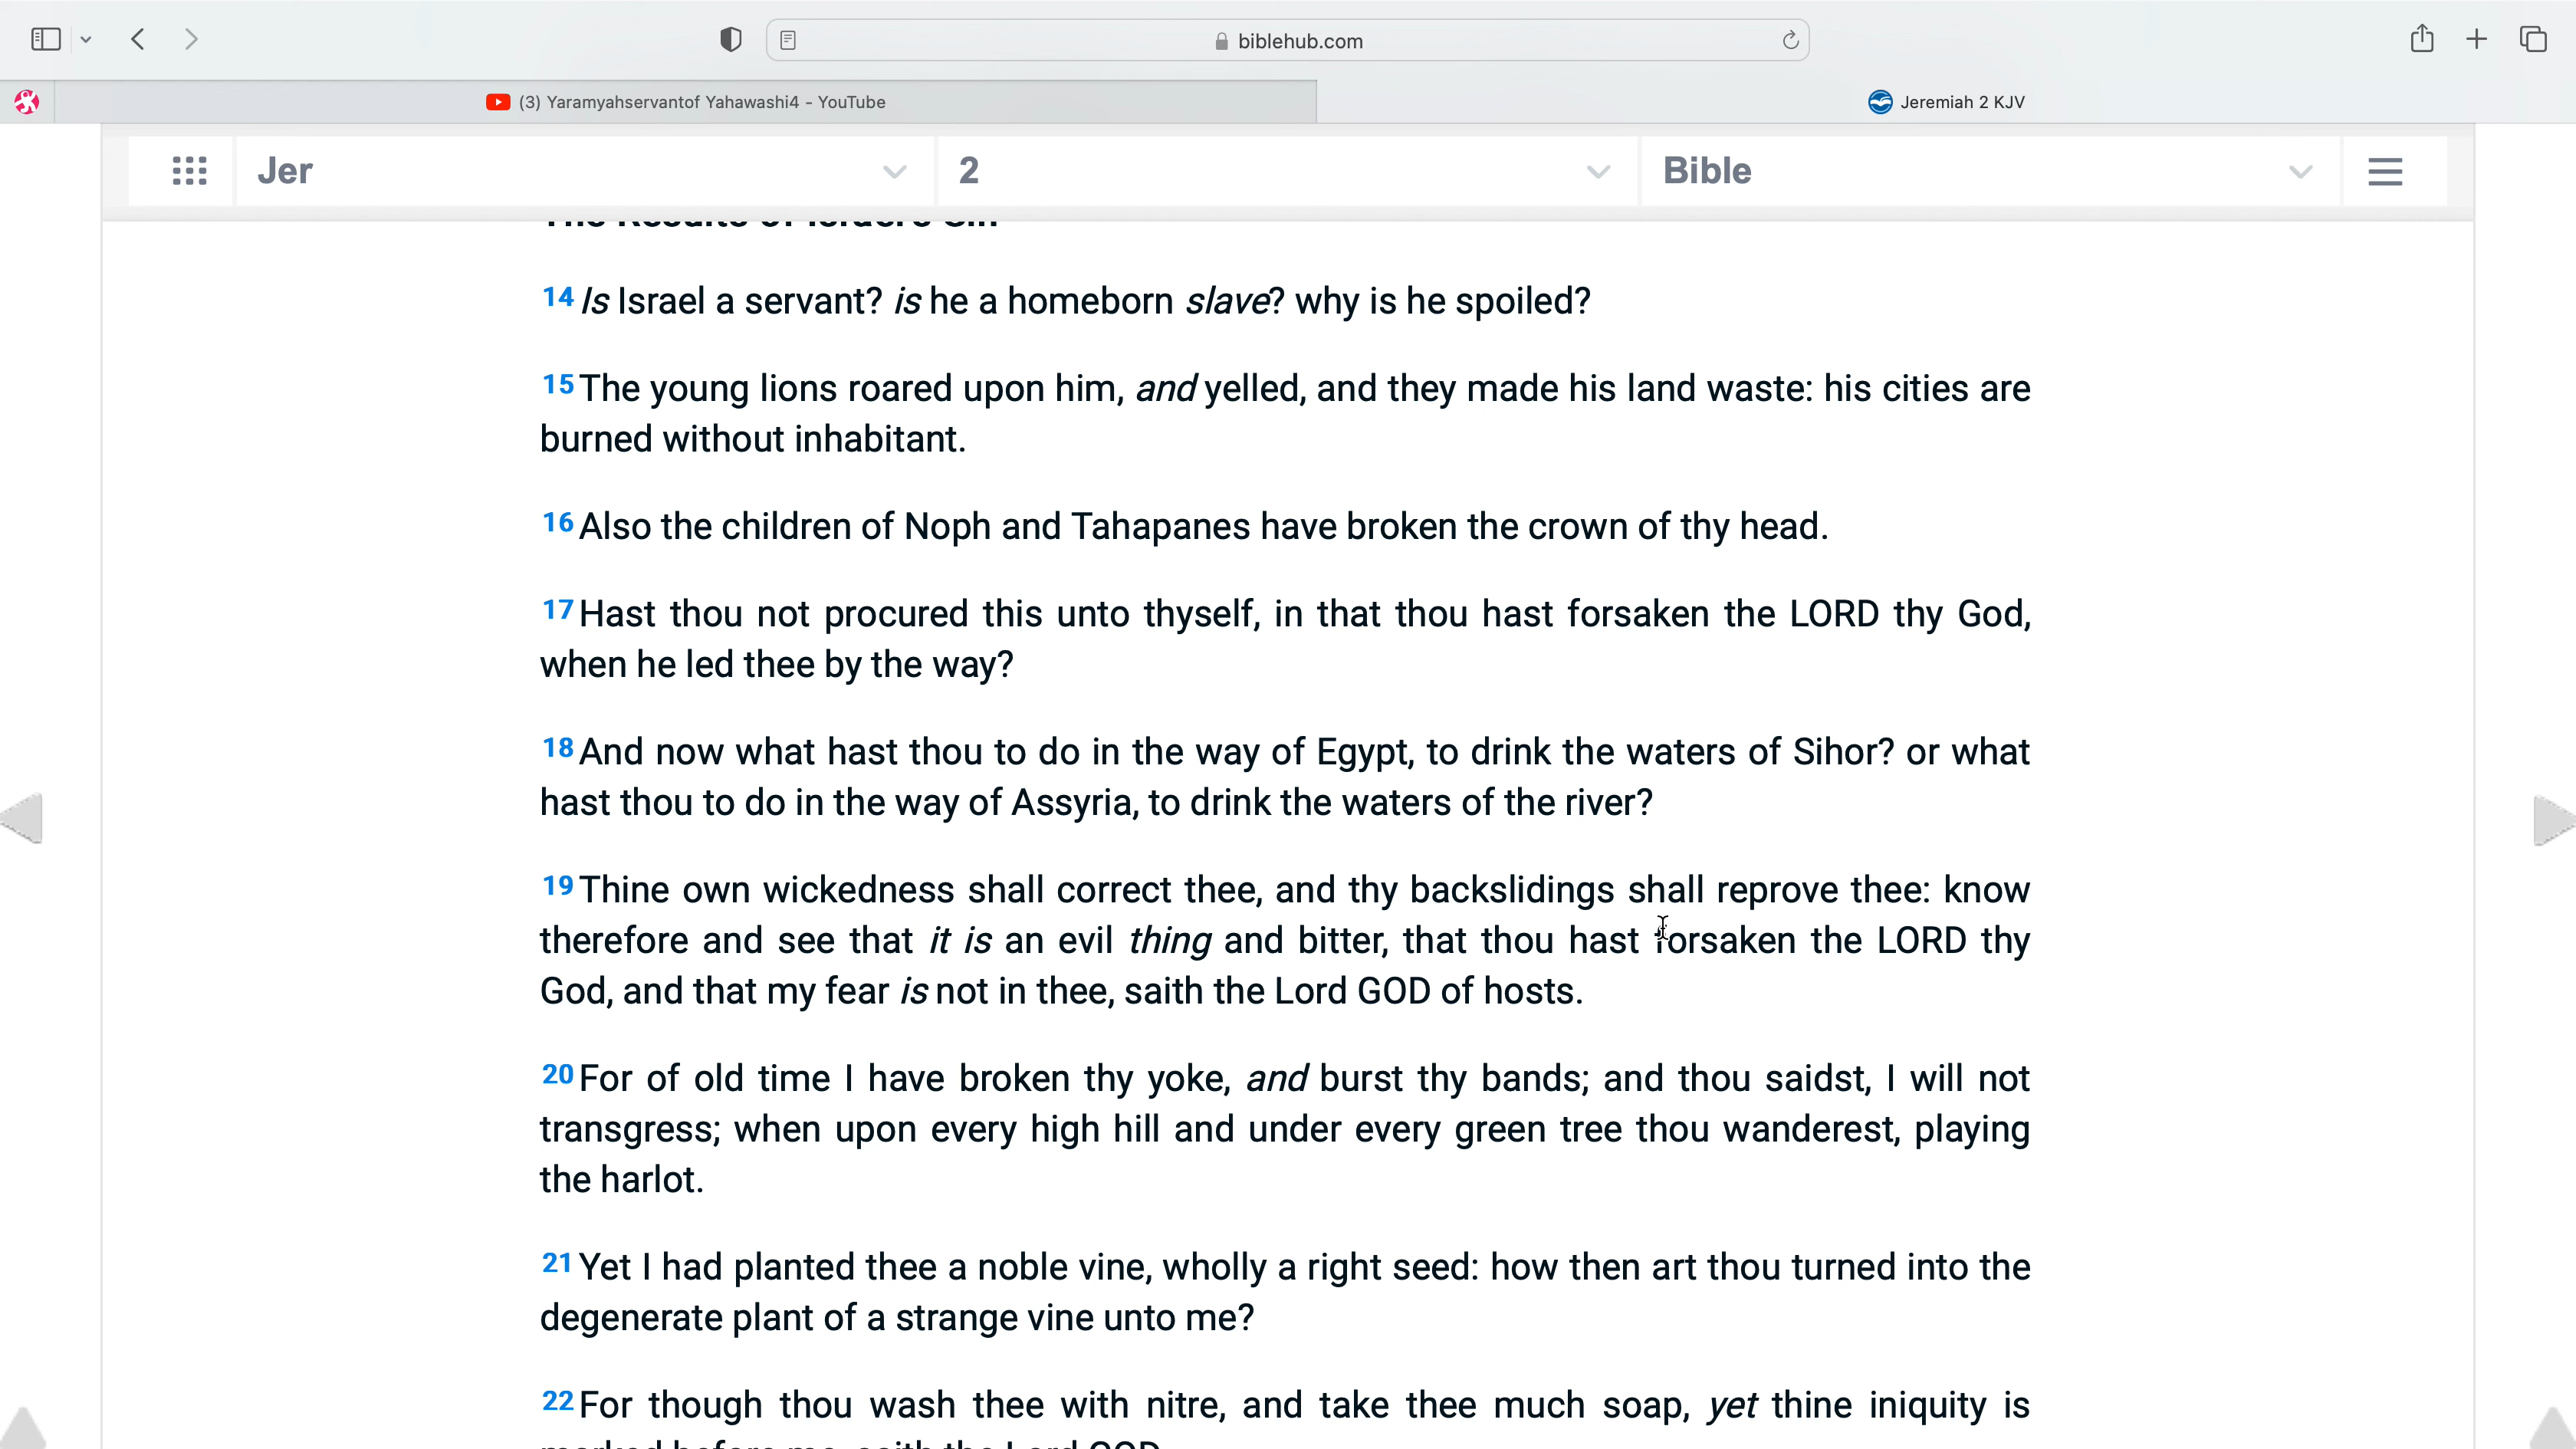 biblehub.com
(3) Yaramyahservantof Yahawashi4 - YouTube
Jeremiah 2 KJV
Jer
2
Bible
14 Is Israel a servant? is he a homeborn slave? why is he spoiled?
15 The young lions roared upon him, and yelled, and they made his land waste: his cities are
burned without inhabitant.
16 Also the children of Noph and Tahapanes have broken the crown of thy head.
17 Hast thou not procured this unto thyself, in that thou hast forsaken the LORD thy God,
when he led thee by the way?
18 And now what hast thou to do in the way of Egypt, to drink the waters of Sihor? or what
hast thou to do in the way of Assyria, to drink the waters of the river?
19 Thine own wickedness shall correct thee, and thy backslidings shall reprove thee: know
therefore and see that it is an evil thing and bitter, that thou hast forsaken the LORD thy
God, and that my fear is not in thee, saith the Lord GOD of hosts.
20 For of old time I have broken thy yoke, and burst thy bands; and thou saidst, I will not
transgress; when upon every high hill and under every green tree thou wanderest, playing
the harlot.
21 Yet I had planted thee a noble vine, wholly a right seed: how then art thou turned into the
degenerate plant of a strange vine unto me?
22 For though thou wash thee with nitre, and take thee much soap, yet thine iniquity is